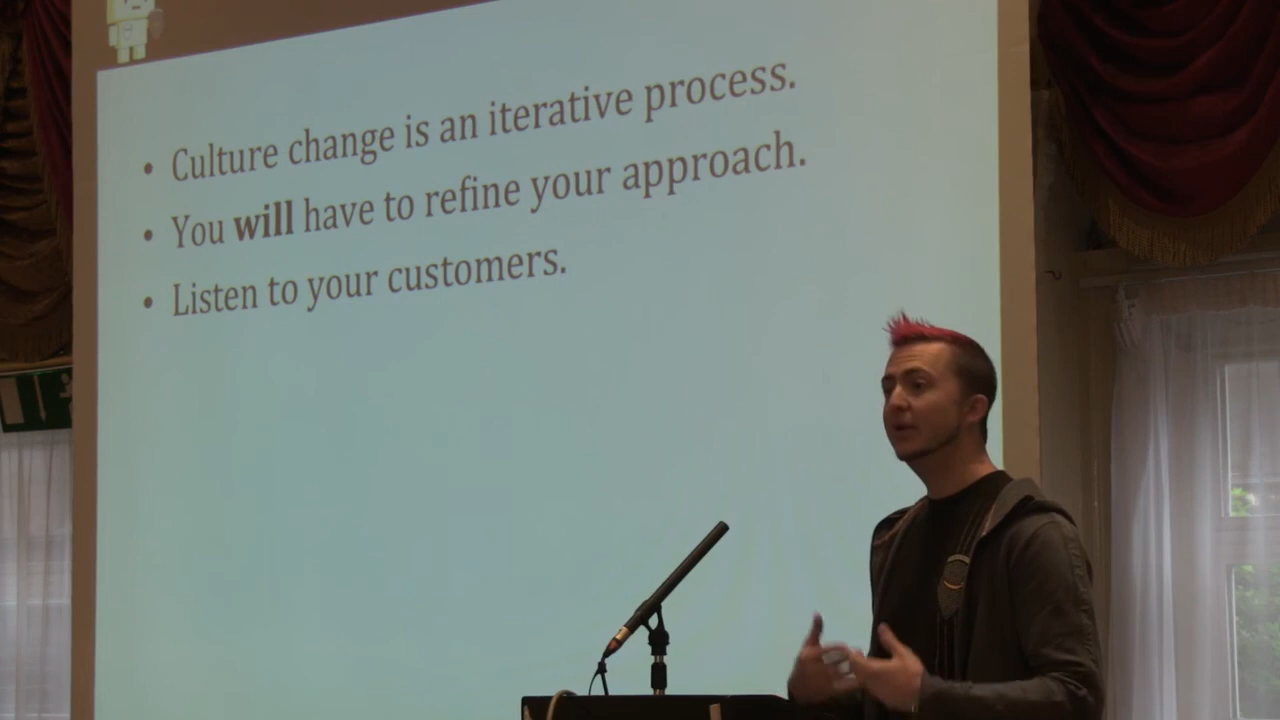 • Culture change is an iterative process.
• You will have to refine your approach.
• Listen to your customers.